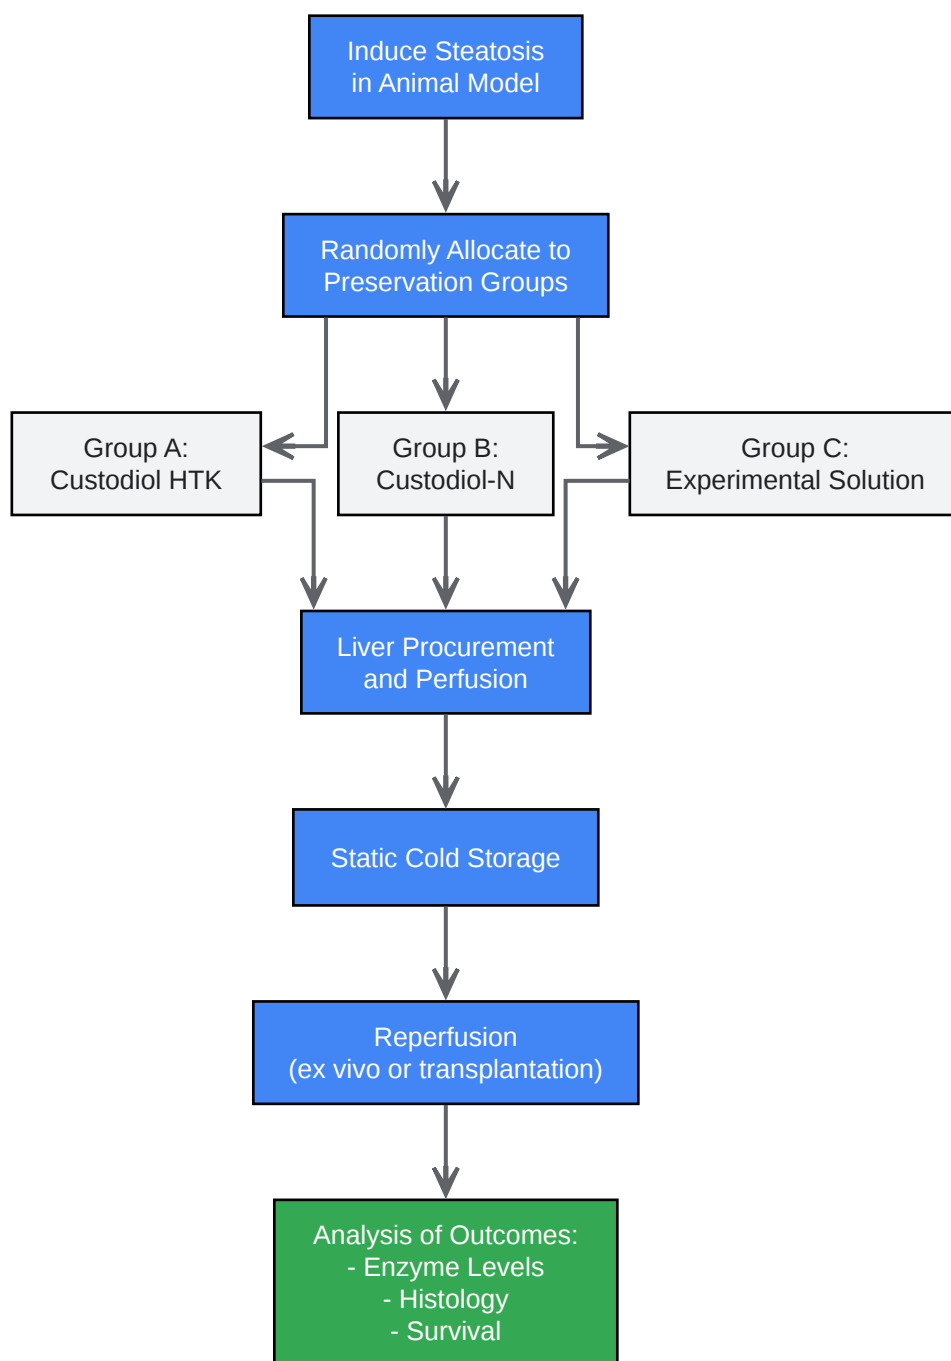 Induce Steatosis
in Animal Model
Randomly Allocate to
Preservation Groups
Group A:
Custodiol HTK
Group B:
Custodiol-N
Group C:
Experimental Solution
Liver Procurement
and Perfusion
Static Cold Storage
Reperfusion
(ex vivo or transplantation)
Analysis of Outcomes:
- Enzyme Levels
- Histology
- Survival